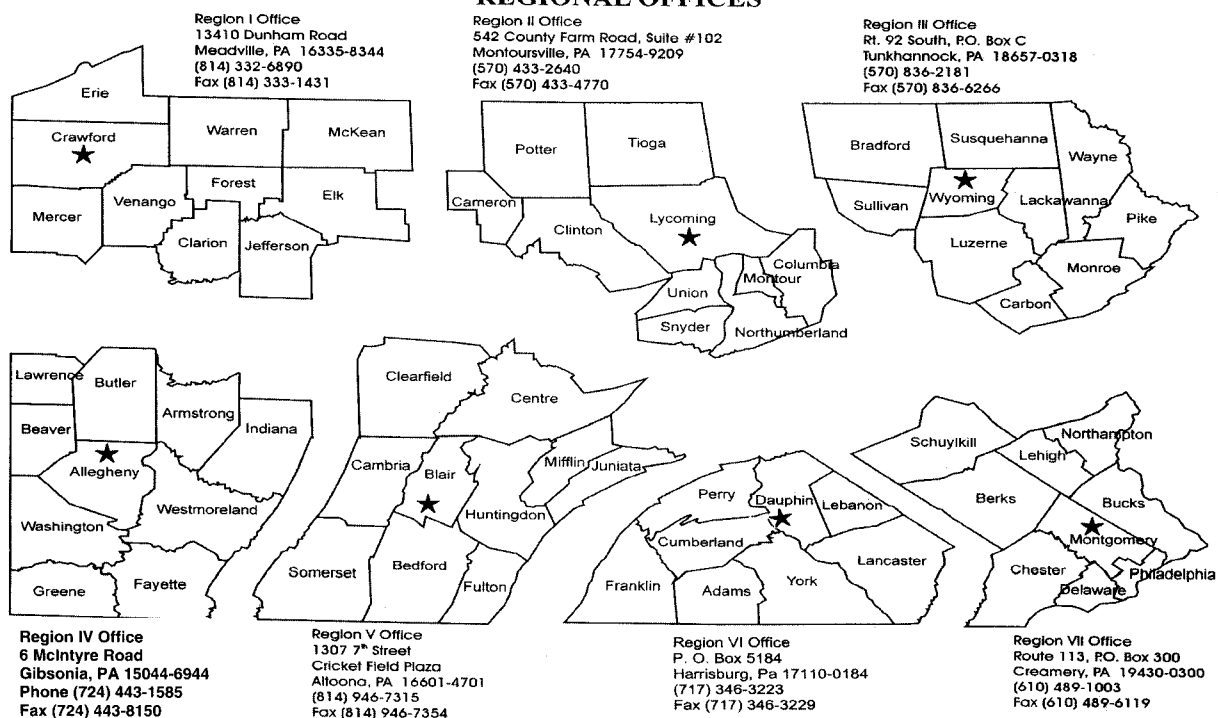 REGIONAL OFFICES
Region I Office
13410 Dunham Road
Meadville, PA 16335-8344
(814) 332-6890
Fax (814) 333-1431
Region II Office
542 County Farm Road, Suite #102
Montoursville, PA 17754-9209
(570) 433-2640
Fax (570) 433-4770
Region III Office
Rt. 92 South, P.O. Box C
Tunkhannock, PA 18657-0318
(570) 836-2181
Fax (570) 836-6266
Erie
Crawford
Warren
McKean
Mercer
Venango
Forest
Elk
Clarion
Jefferson
Potter
Tioga
Cameron
Clinton
Lycoming
Columbia
Montour
Union
Snyder
Northumberland
Bradford
Susquehanna
Wayne
Sullivan
Wyoming
Lackawanna
Pike
Luzerne
Monroe
Carbon
Lawrence
Butler
Armstrong
Beaver
Indiana
Allegheny
Washington
Westmoreland
Greene
Fayette
Clearfield
Centre
Cambria
Blair
Mifflin
Juniata
Huntingdon
Somerset
Bedford
Fulton
Perry
Dauphin
Lebanon
Cumberland
Lancaster
Franklin
Adams
York
Schuylkill
Northampton
Lehigh
Berks
Bucks
Montgomery
Chester
Philadelphia
Delaware
Region IV Office
6 McIntyre Road
Gibsonia, PA 15044-6944
Phone (724) 443-1585
Fax (724) 443-8150
Region V Office
1307 7th Street
Cricket Field Plaza
Altoona, PA 16601-4701
(814) 946-7315
Fax (814) 946-7354
Region VI Office
P. O. Box 5184
Harrisburg, Pa 17110-0184
(717) 346-3223
Fax (717) 346-3229
Region VII Office
Route 113, P.O. Box 300
Creamery, PA 19430-0300
(610) 489-1003
Fax (610) 489-6119